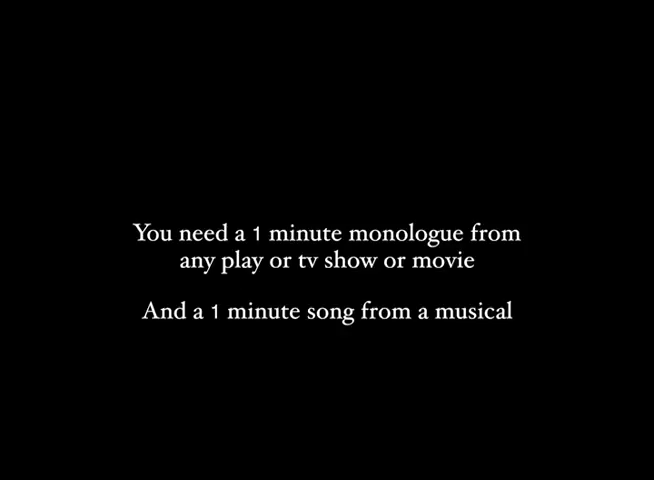 You need a 1 minute monologue from
any play or tv show or movie
And a 1 minute song from a musical